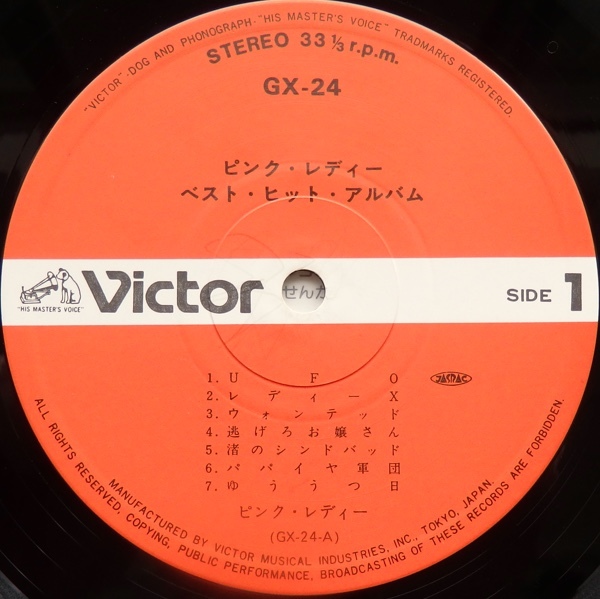 "VICTOR"-DOG AND PHONOGRAPH-"HIS MASTER'S VOICE" TRADMARKS REGISTERED.
STEREO 33 ⅓ r.p.m.
GX-24
ピンク・レディー
ベスト・ヒット・アルバム
"HIS MASTER'S VOICE"
Victor
せんか
SIDE 1
1. U F O
JASRAC
2. レディー X
3. ウォンテッド
4. 逃げろお嬢さん
5. 渚のシンドバッド
6. パパイヤ軍団
7. ゆううつ日
ピンク・レディー
(GX-24-A)
MANUFACTURED BY VICTOR MUSICAL INDUSTRIES, INC., TOKYO, JAPAN.
ALL RIGHTS RESERVED, COPYING, PUBLIC PERFORMANCE, BROADCASTING OF THESE RECORDS ARE FORBIDDEN.